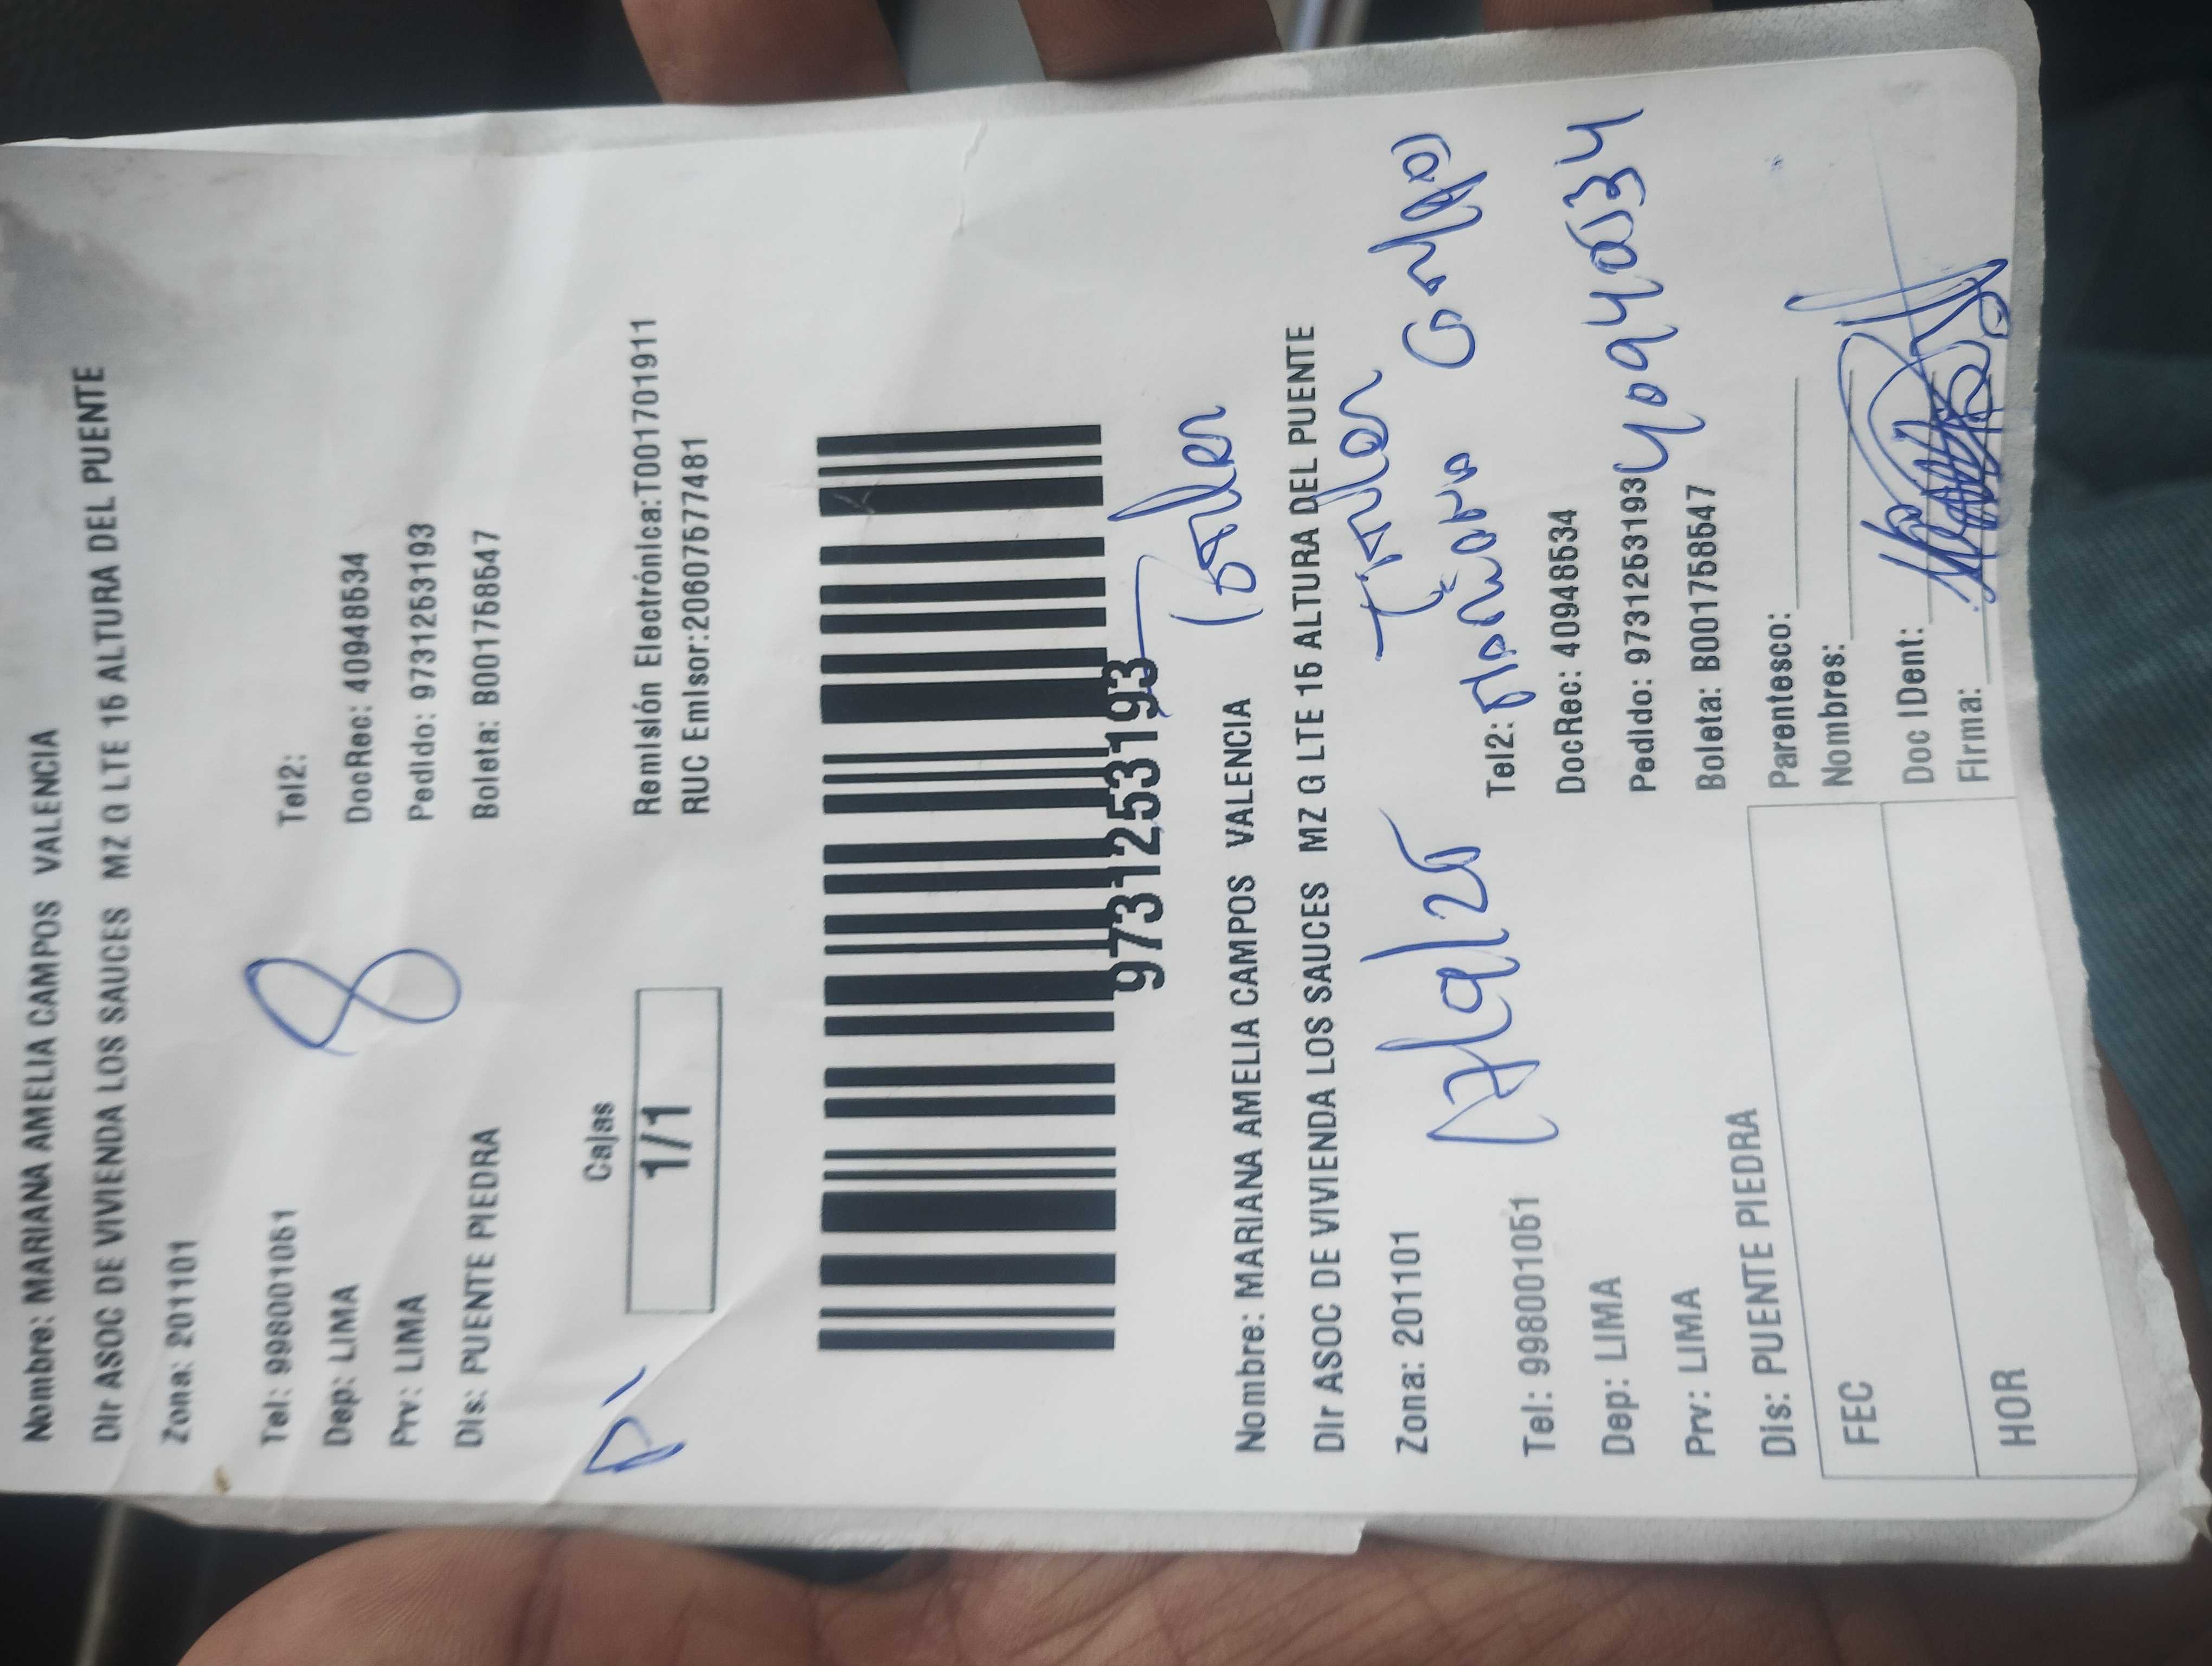 Nombre: MARIANA AMELIA CAMPOS VALENCIA
Dir ASOC DE VIVIENDA LOS SAUCES MZ G LTE 15 ALTURA DEL PUENTE
Zona: 201101
8
Tel: 998001051 Tel2:
Dep: LIMA DocRec: 40948534
Prv: LIMA Pedido: 9731253193
Dis: PUENTE PIEDRA Boleta: B001758547
Cajas
1/1
Remisión Electrónica:T001701911
RUC Emisor:20607577481
9731253193
Nombre: MARIANA AMELIA CAMPOS VALENCIA
Dir ASOC DE VIVIENDA LOS SAUCES MZ G LTE 15 ALTURA DEL PUENTE
Zona: 201101
Tel: 998001051 Tel2:
Dep: LIMA DocRec: 40948534
Prv: LIMA Pedido: 9731253193
Dis: PUENTE PIEDRA Boleta: B001758547
FEC Parentesco:
Nombres:
HOR Doc IDent:
Firma: